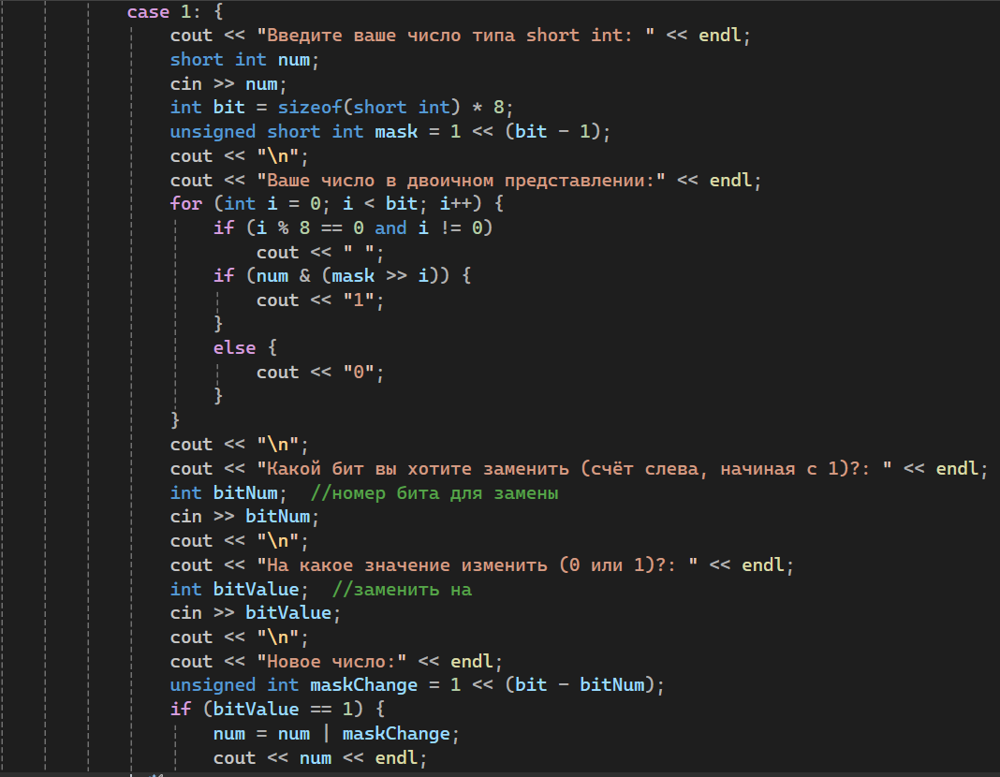 case 1: {
cout << "Введите ваше число типа short int: " << endl;
short int num;
cin >> num;
int bit = sizeof(short int) * 8;
unsigned short int mask = 1 << (bit - 1);
cout << "\n";
cout << "Ваше число в двоичном представлении:" << endl;
for (int i = 0; i < bit; i++) {
if (i % 8 == 0 and i != 0)
cout << " ";
if (num & (mask >> i)) {
cout << "1";
}
else {
cout << "0";
}
}
cout << "\n";
cout << "Какой бит вы хотите заменить (счёт слева, начиная с 1)?: " << endl;
int bitNum;  //номер бита для замены
cin >> bitNum;
cout << "\n";
cout << "На какое значение изменить (0 или 1)?: " << endl;
int bitValue;  //заменить на
cin >> bitValue;
cout << "\n";
cout << "Новое число:" << endl;
unsigned int maskChange = 1 << (bit - bitNum);
if (bitValue == 1) {
num = num | maskChange;
cout << num << endl;